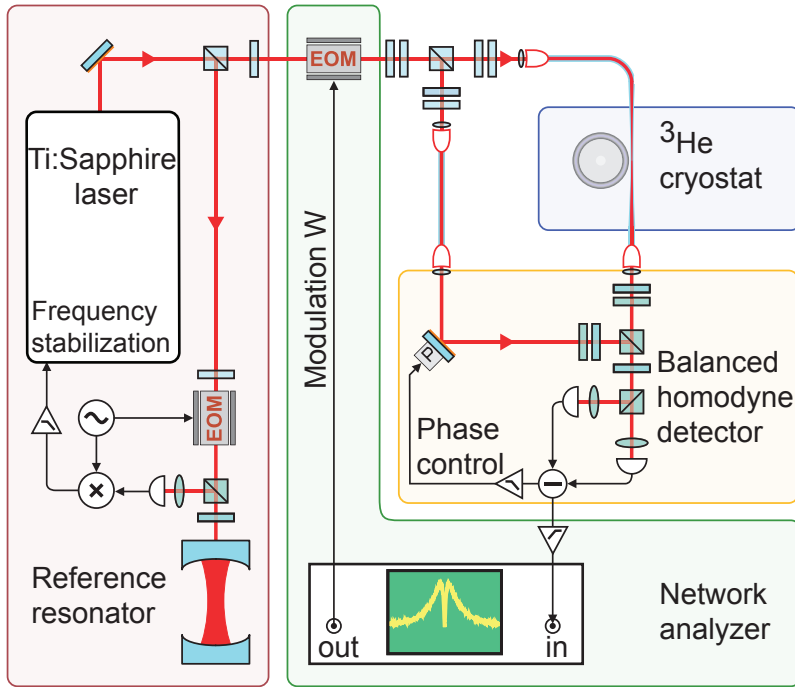 EOM
Ti:Sapphire
laser
³He
cryostat
Modulation W
Frequency
stabilization
P
EOM
Balanced
homodyne
detector
Phase
control
Reference
resonator
Network
analyzer
out
in